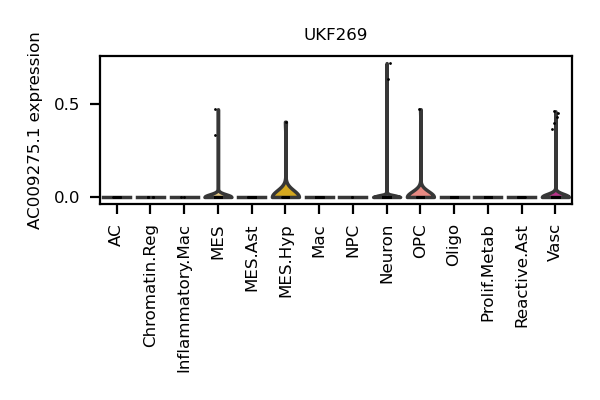 UKF269
AC009275.1 expression
0.5
0.0
AC
Chromatin.Reg
Inflammatory.Mac
MES
MES.Ast
MES.Hyp
Mac
NPC
Neuron
OPC
Oligo
Prolif.Metab
Reactive.Ast
Vasc